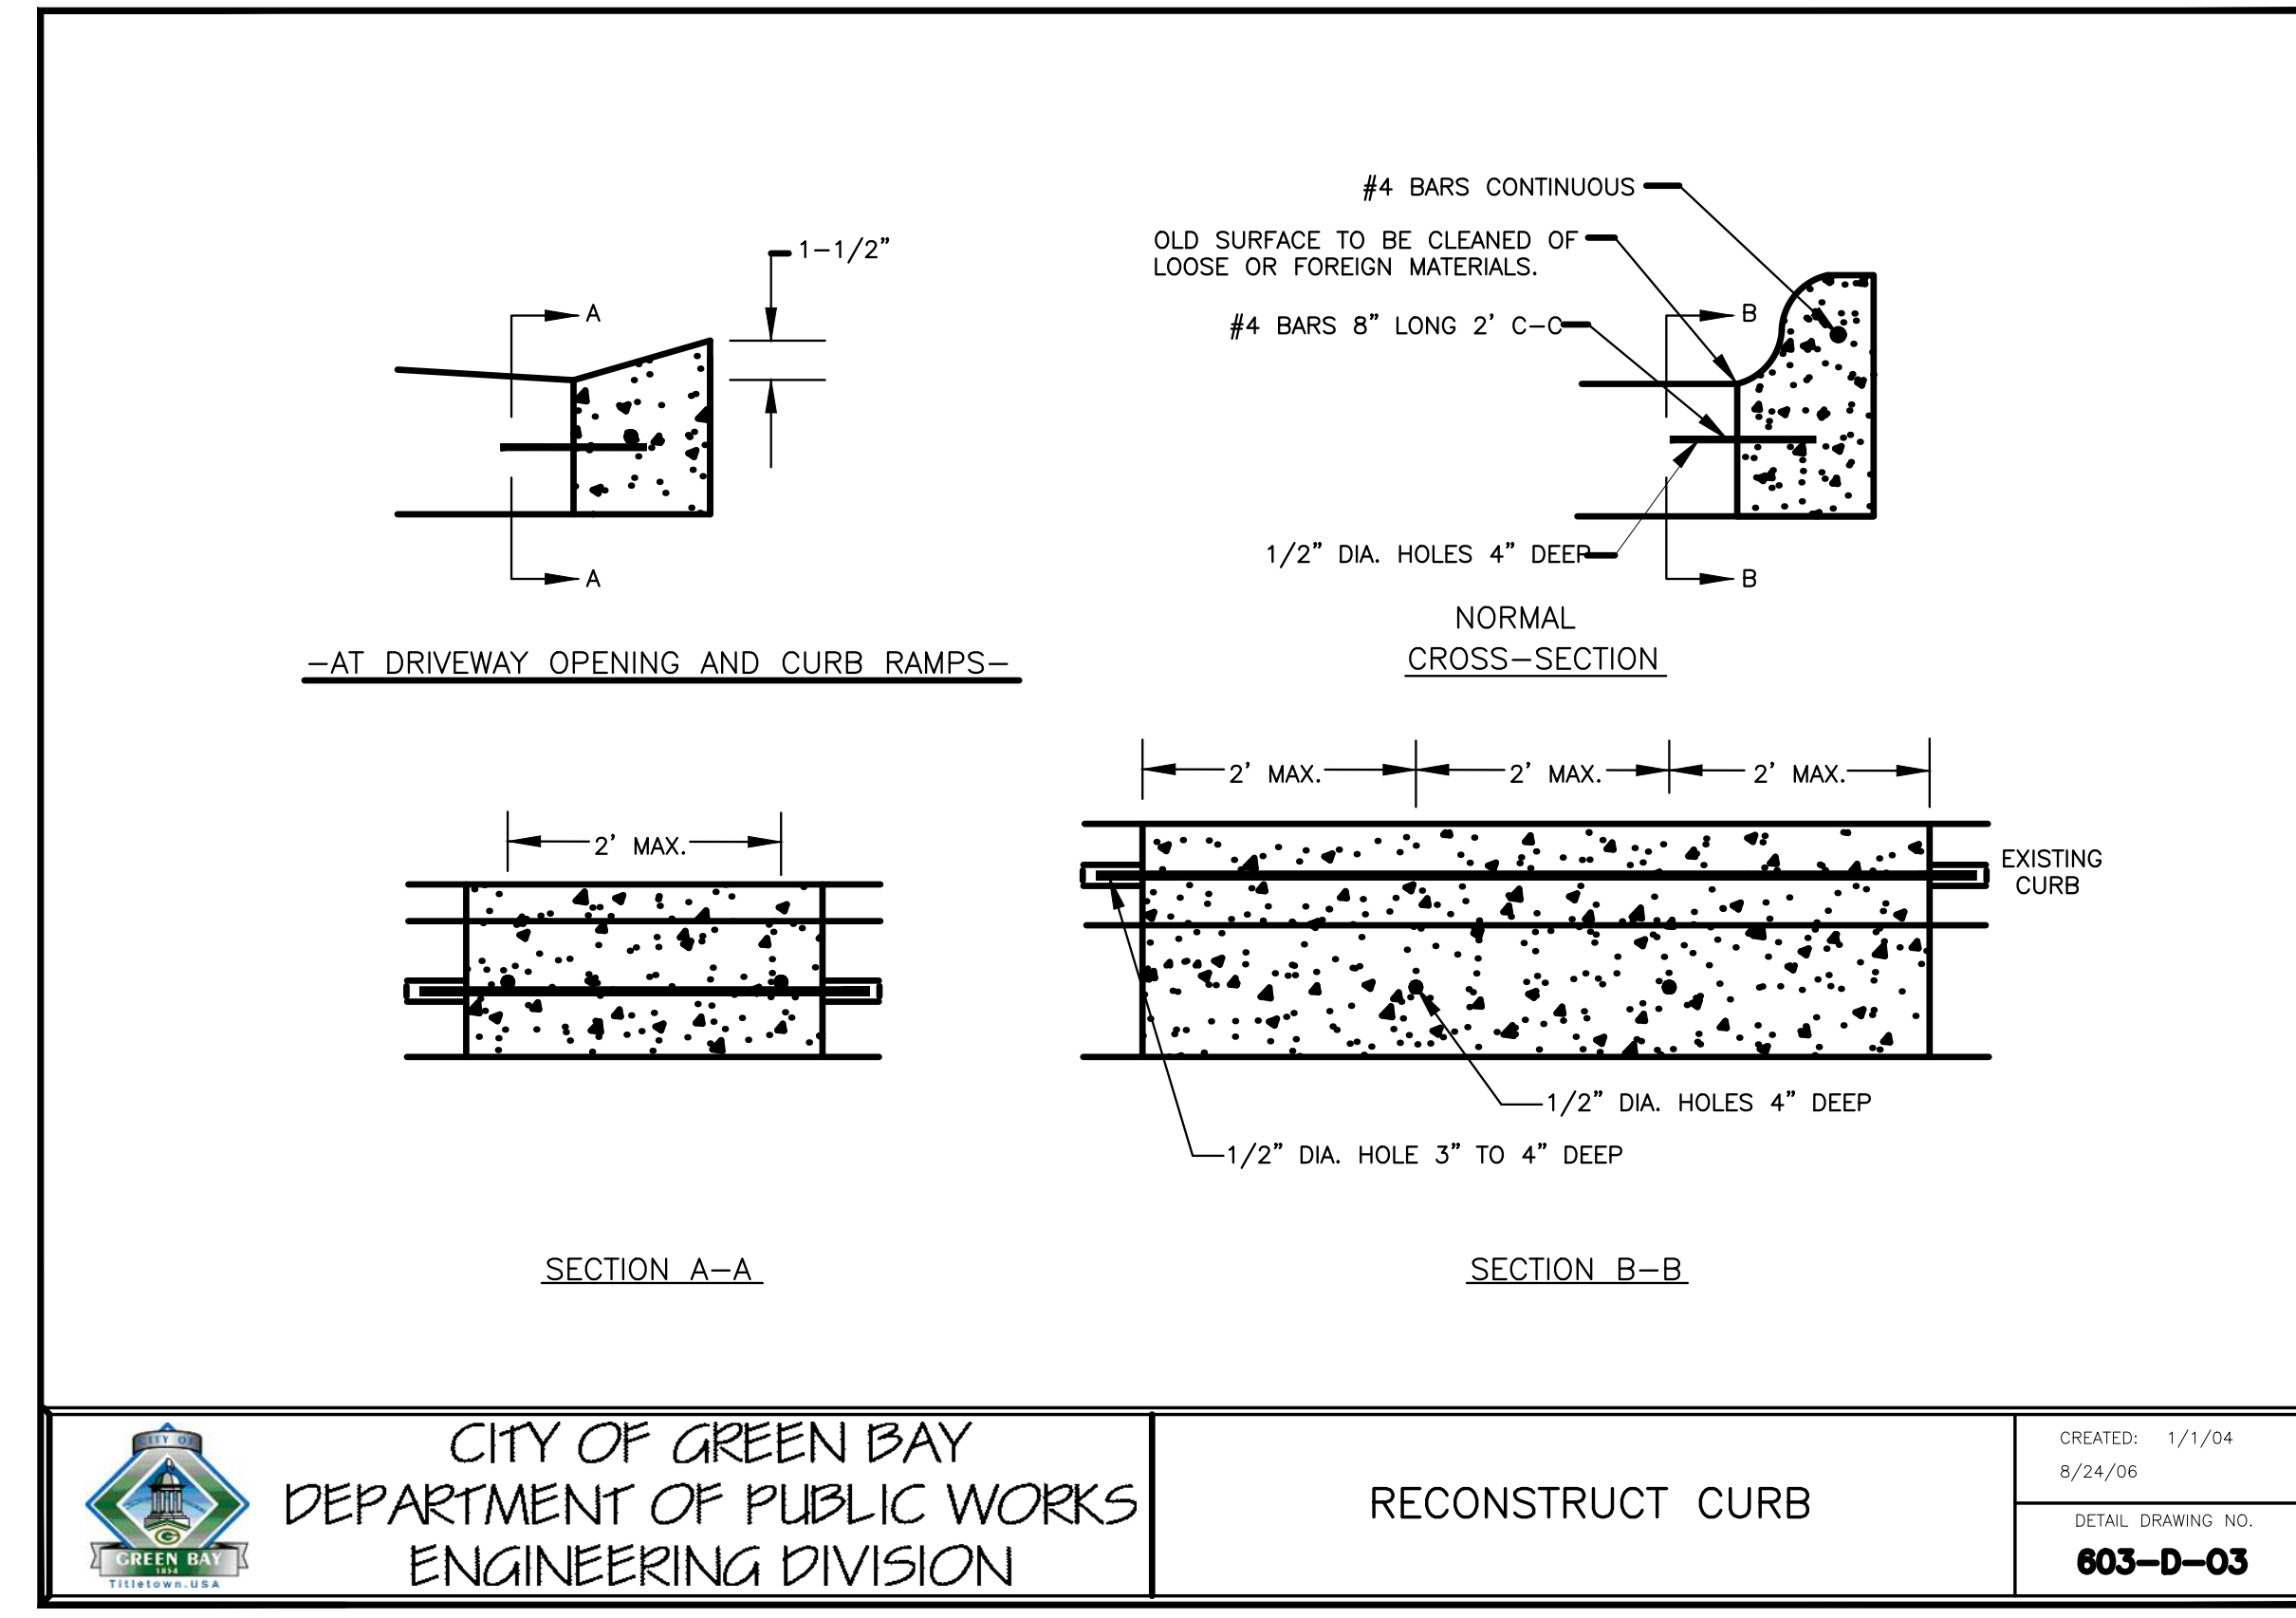 1-1/2"
A
A
-AT DRIVEWAY OPENING AND CURB RAMPS-
#4 BARS CONTINUOUS
OLD SURFACE TO BE CLEANED OF
LOOSE OR FOREIGN MATERIALS.
#4 BARS 8" LONG 2' C-C
B
1/2" DIA. HOLES 4" DEEP
B
NORMAL
CROSS-SECTION
2' MAX.
SECTION A-A
2' MAX. 2' MAX. 2' MAX.
EXISTING
CURB
1/2" DIA. HOLES 4" DEEP
1/2" DIA. HOLE 3" TO 4" DEEP
SECTION B-B
CITY OF
GREEN BAY
1854
Titletown.USA
G
CITY OF GREEN BAY
DEPARTMENT OF PUBLIC WORKS
ENGINEERING DIVISION
RECONSTRUCT CURB
CREATED: 1/1/04
8/24/06
DETAIL DRAWING NO.
603-D-03